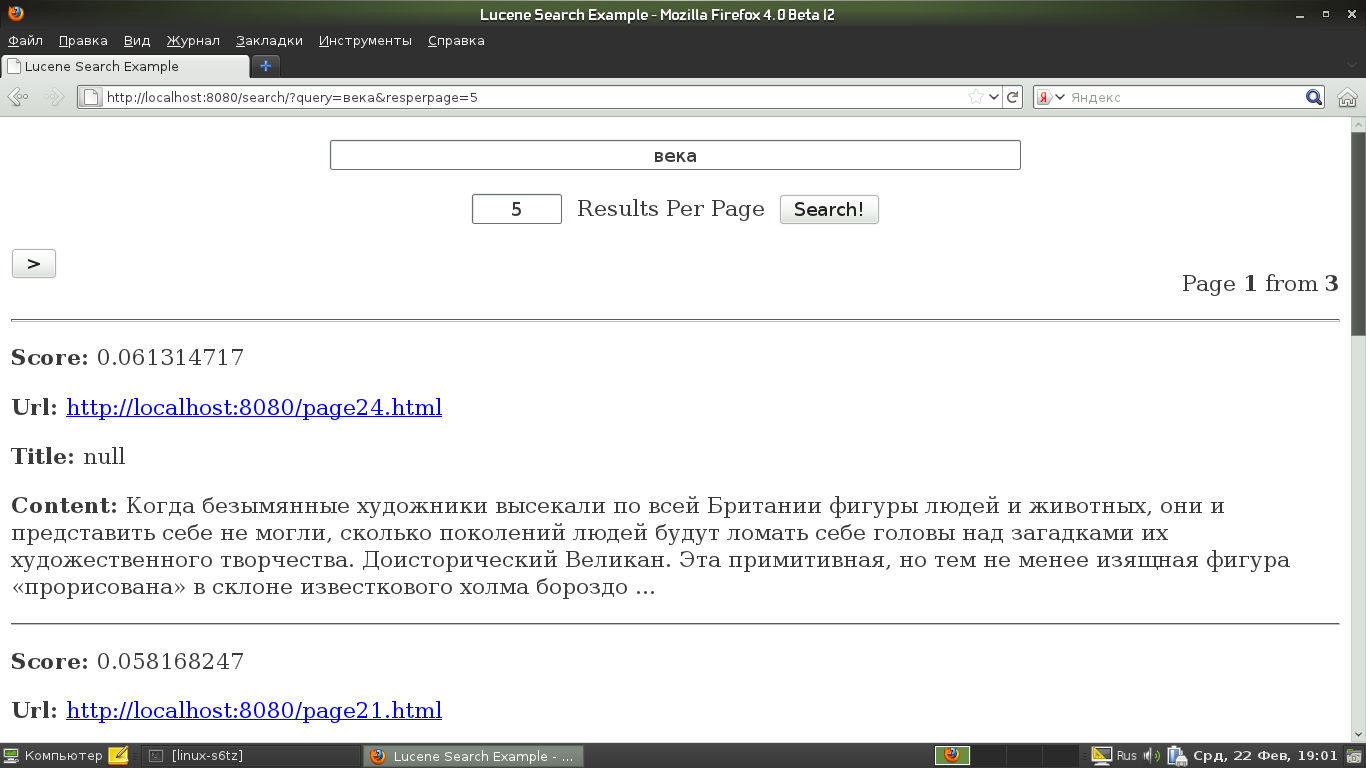 Lucene Search Example - Mozilla Firefox 4.0 Beta 12
Файл Правка Вид Журнал Закладки Инструменты Справка
Lucene Search Example
http://localhost:8080/search/?query=века&resperpage=5 Я Яндекс
века
5 Results Per Page Search!
>
Page 1 from 3
Score: 0.061314717
Url: http://localhost:8080/page24.html
Title: null
Content: Когда безымянные художники высекали по всей Британии фигуры людей и животных, они и
представить себе не могли, сколько поколений людей будут ломать себе головы над загадками их
художественного творчества. Доисторический Великан. Эта примитивная, но тем не менее изящная фигура
«прорисована» в склоне известкового холма бороздо ...
Score: 0.058168247
Url: http://localhost:8080/page21.html
Компьютер [linux-s6tz] Lucene Search Example - ... Rus Срд, 22 Фев, 19:01